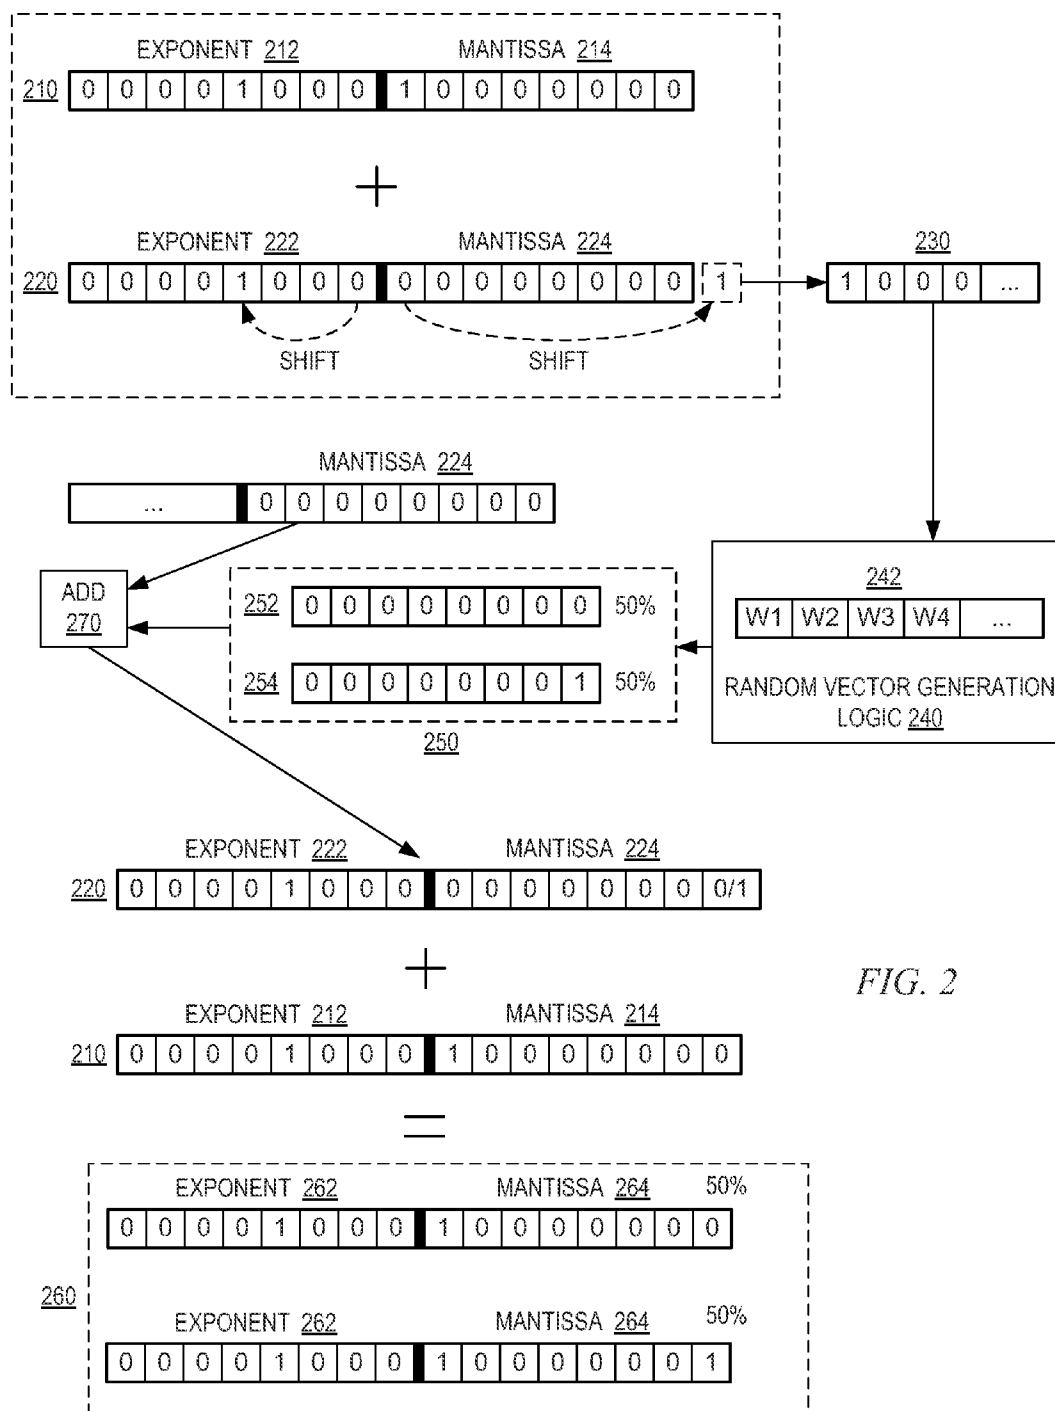 EXPONENT 212 MANTISSA 214
210 0 0 0 0 1 0 0 0 1 0 0 0 0 0 0 0
+
EXPONENT 222 MANTISSA 224 230
220 0 0 0 0 1 0 0 0 0 0 0 0 0 0 0 0 1 1 0 0 0 ...
SHIFT SHIFT
MANTISSA 224
... 0 0 0 0 0 0 0 0
242
ADD 270
252 0 0 0 0 0 0 0 0 50%
W1 W2 W3 W4 ...
254 0 0 0 0 0 0 0 1 50%
RANDOM VECTOR GENERATION
LOGIC 240
250
EXPONENT 222 MANTISSA 224
220 0 0 0 0 1 0 0 0 0 0 0 0 0 0 0 0/1
+
FIG. 2
EXPONENT 212 MANTISSA 214
210 0 0 0 0 1 0 0 0 1 0 0 0 0 0 0 0
=
EXPONENT 262 MANTISSA 264 50%
0 0 0 0 1 0 0 0 1 0 0 0 0 0 0 0
260
EXPONENT 262 MANTISSA 264 50%
0 0 0 0 1 0 0 0 1 0 0 0 0 0 0 1